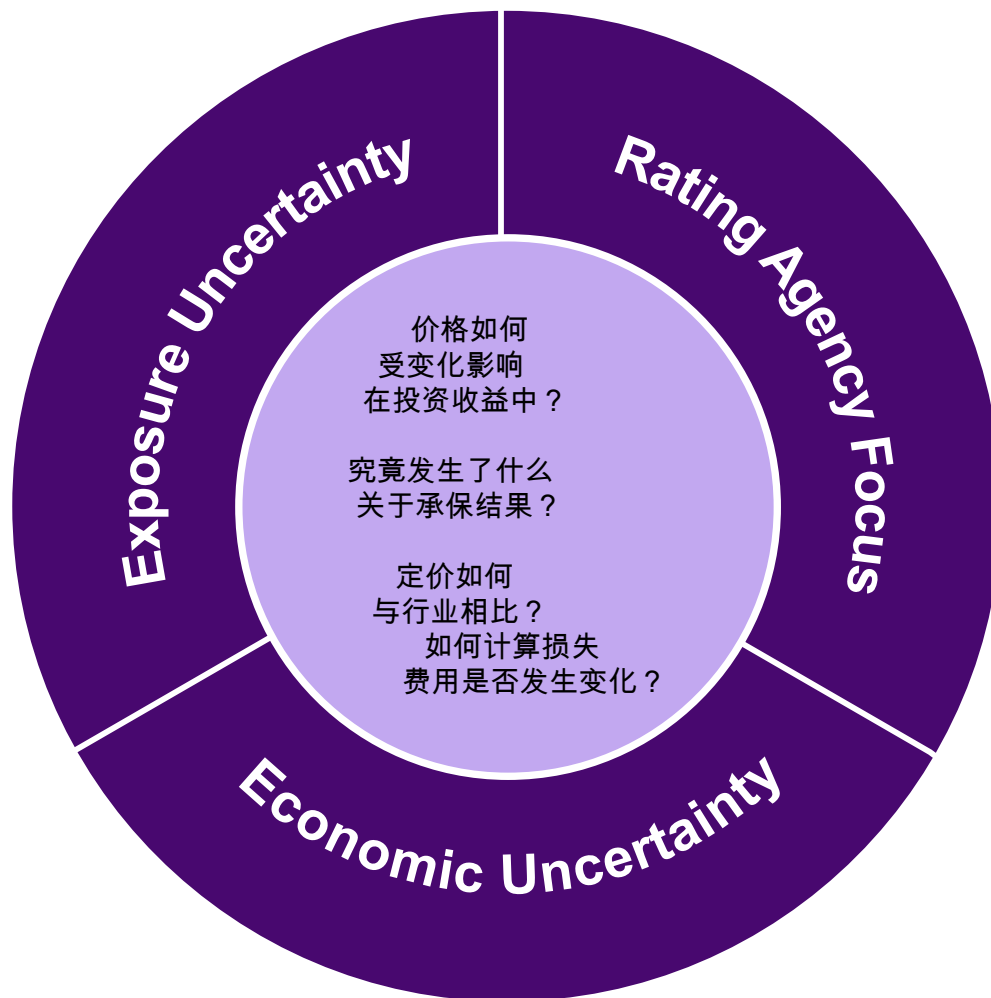 Exposure Uncertainty
Rating Agency Focus
价格如何
受变化影响
在投资收益中？
究竟发生了什么
关于承保结果？
定价如何
与行业相比？
如何计算损失
费用是否发生变化？
Economic Uncertainty